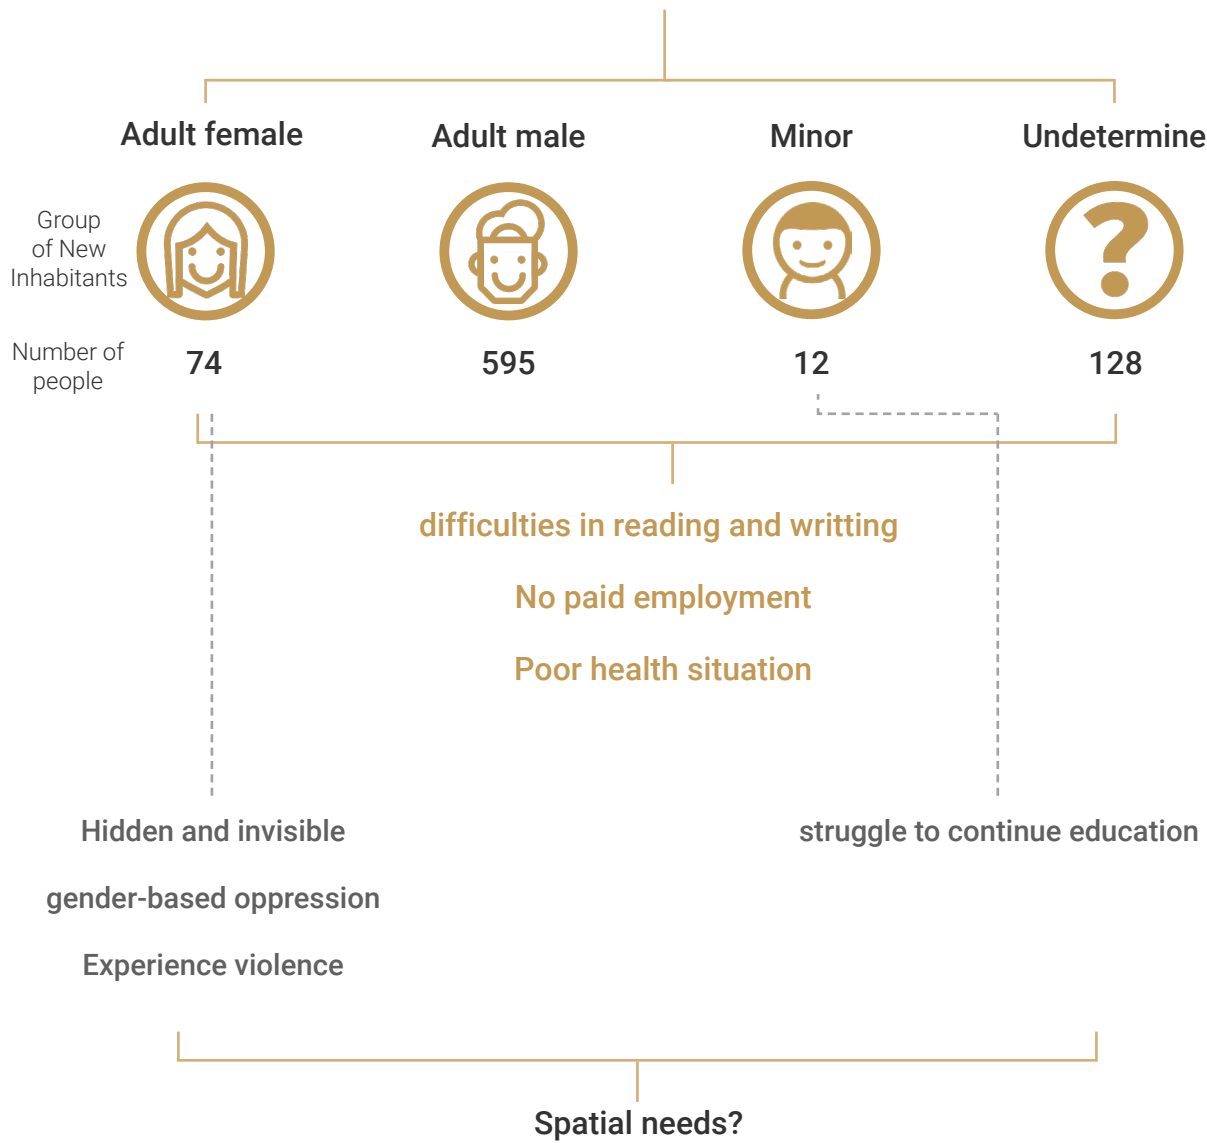 Adult female
Adult male
Minor
Undetermine
Group
of New
Inhabitants
?
Number of
people
74
595
12
128
difficulties in reading and writting
No paid employment
Poor health situation
Hidden and invisible
struggle to continue education
gender-based oppression
Experience violence
Spatial needs?